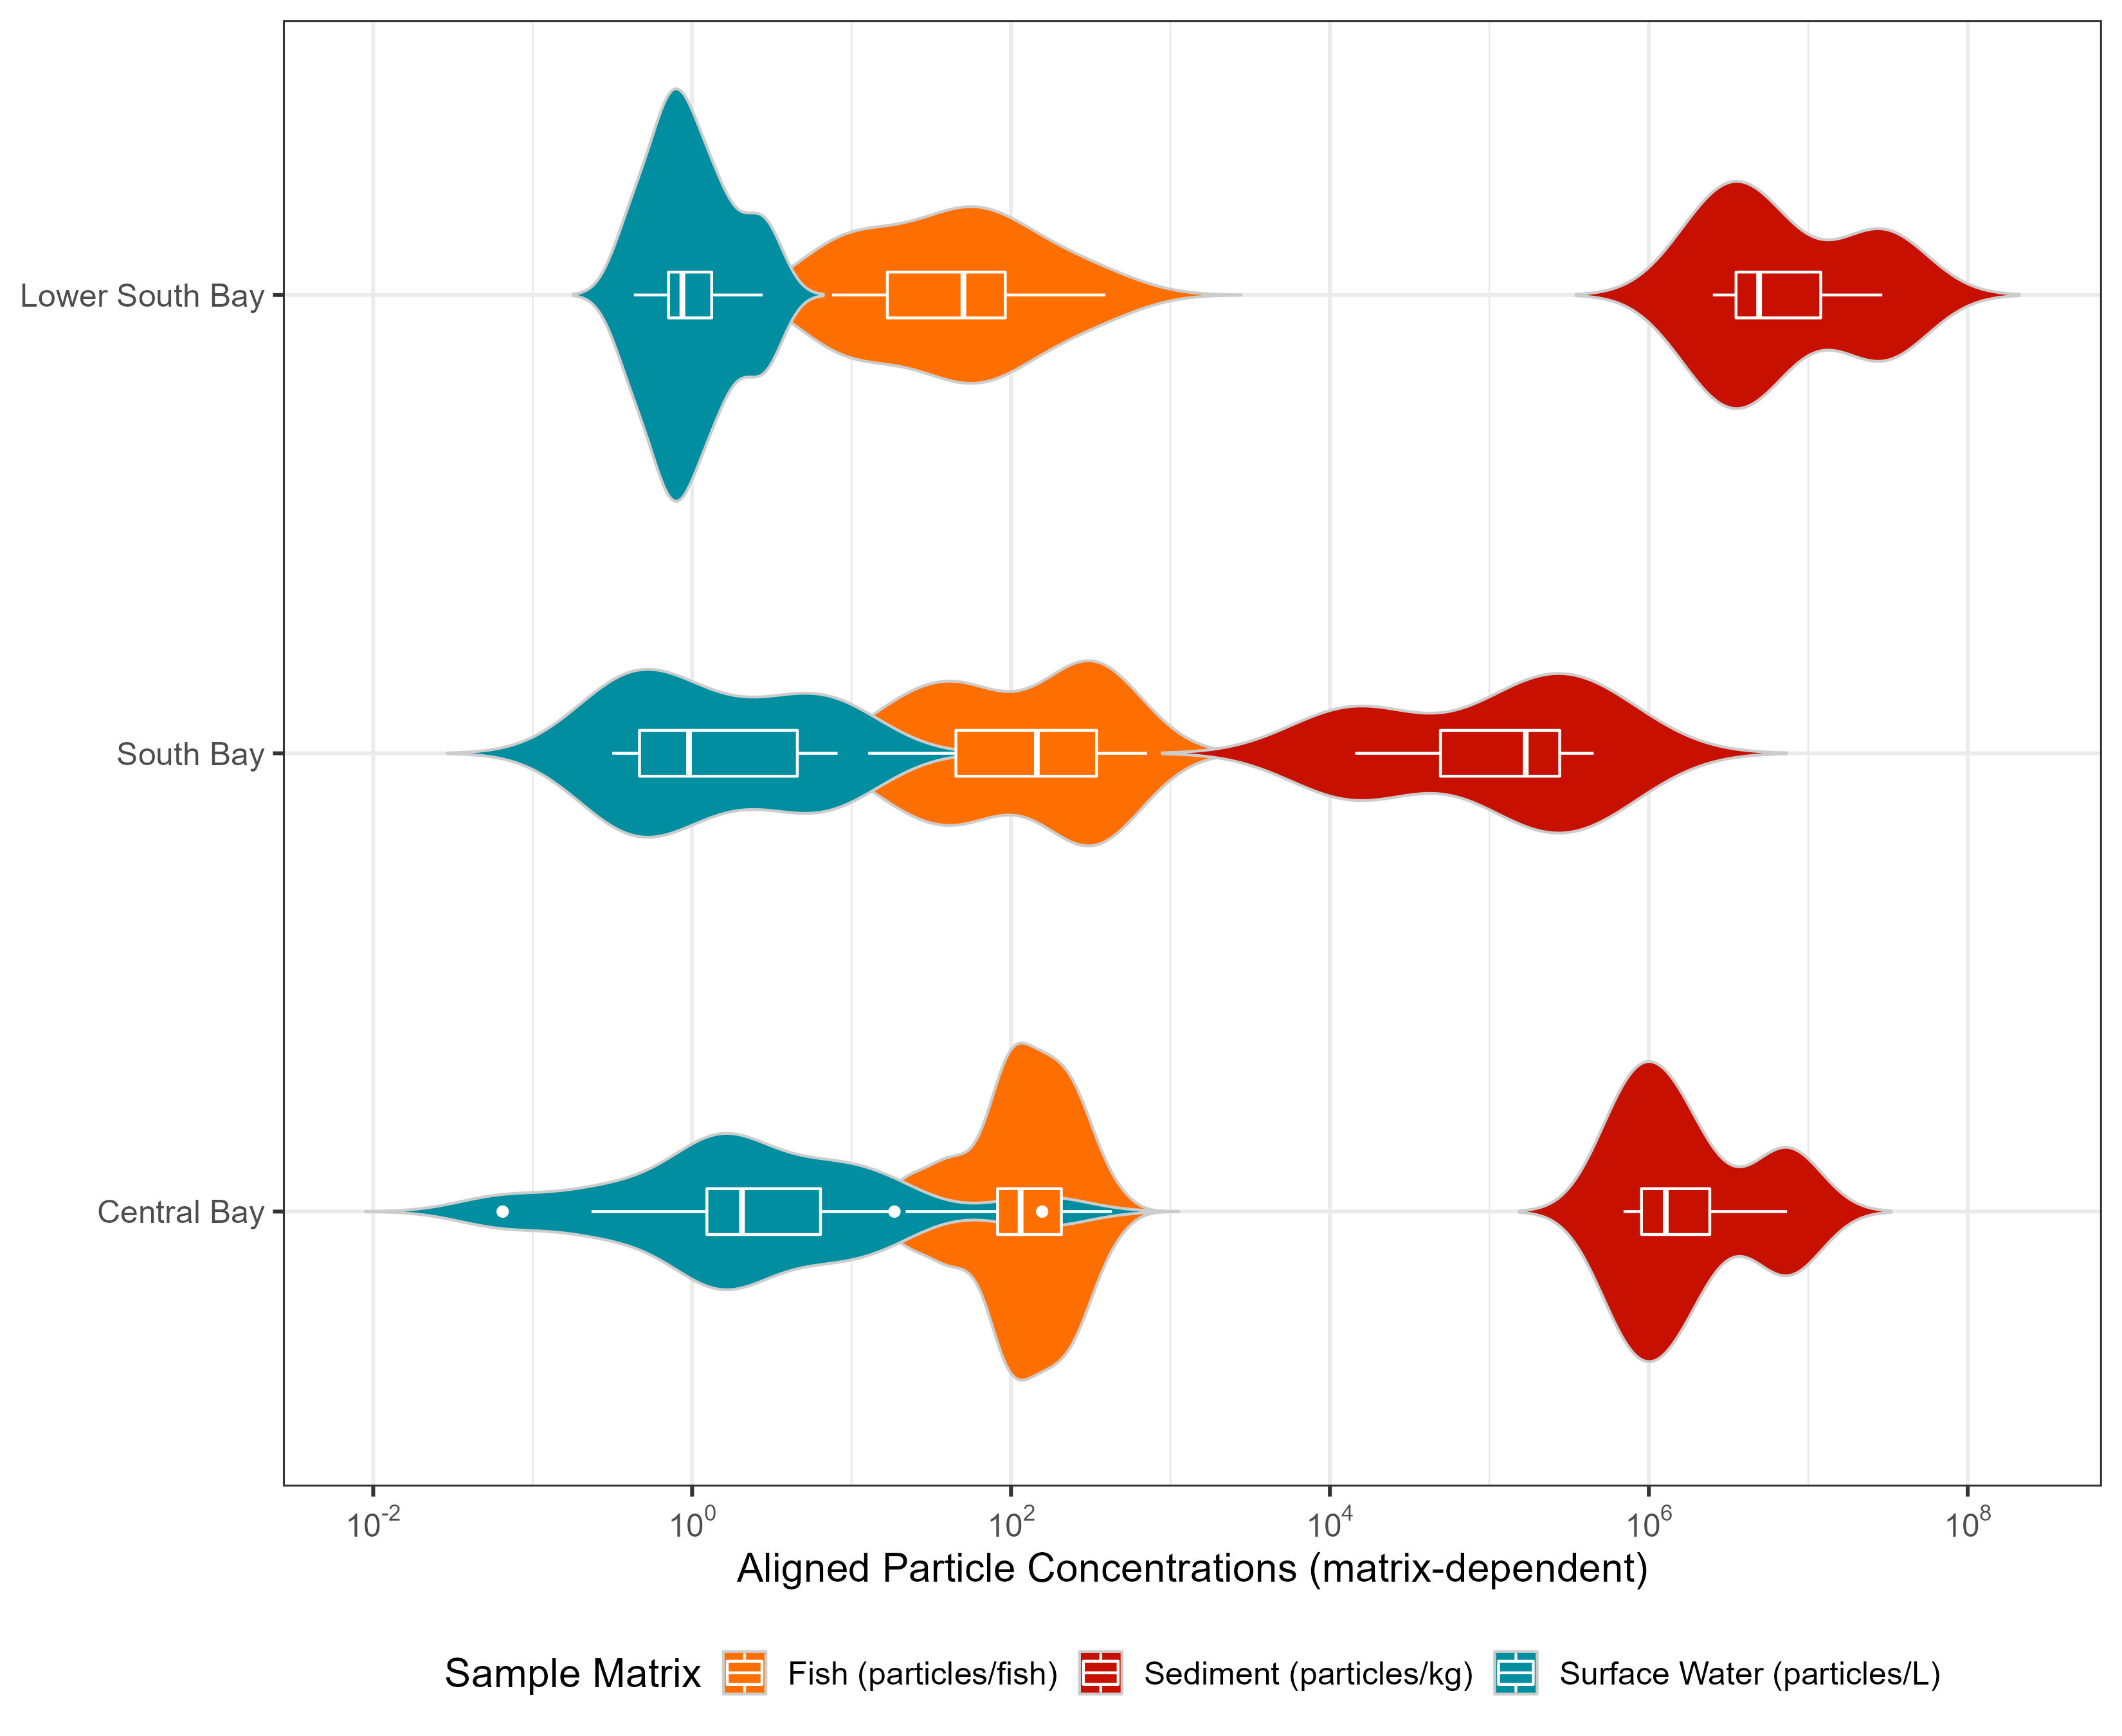 Lower South Bay
South Bay
Central Bay
10⁻² 10⁰ 10² 10⁴ 10⁶ 10⁸
Aligned Particle Concentrations (matrix-dependent)
Sample Matrix Fish (particles/fish) Sediment (particles/kg) Surface Water (particles/L)